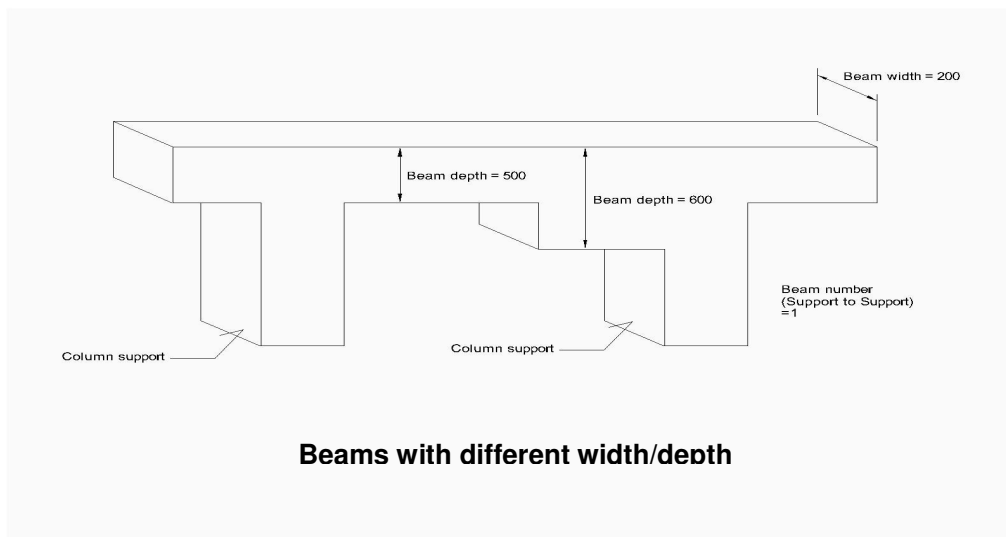 Beam width = 200
Beam depth = 500
Beam depth = 600
Beam number
(Support to Support)
=1
Column support
Column support
Beams with different width/depth